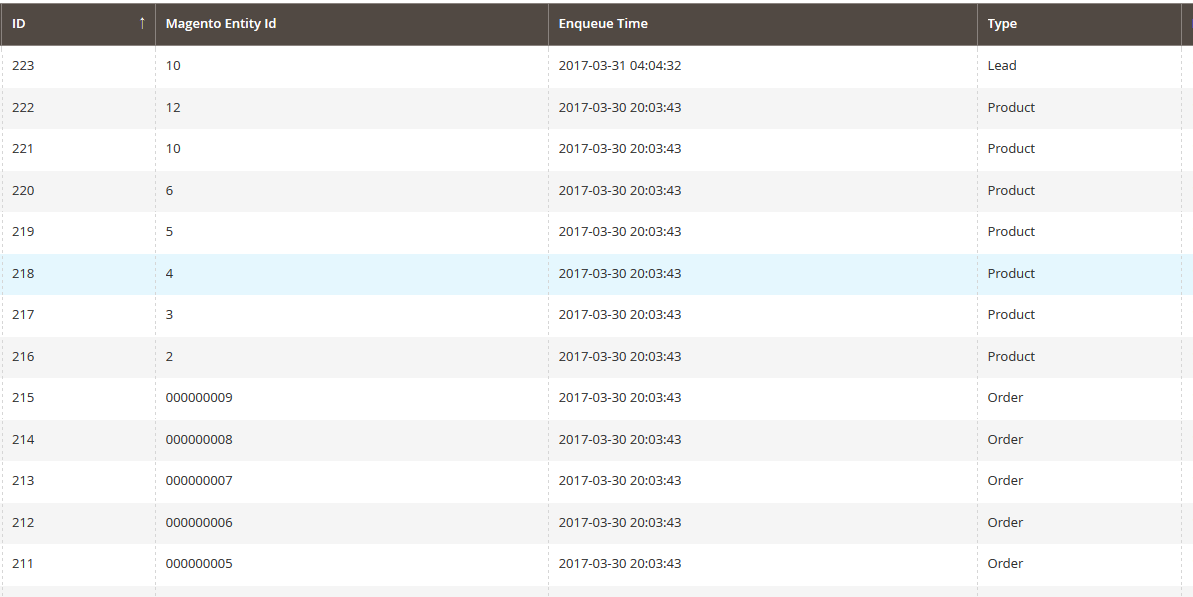 ID ↑ Magento Entity Id Enqueue Time Type
223 10 2017-03-31 04:04:32 Lead
222 12 2017-03-30 20:03:43 Product
221 10 2017-03-30 20:03:43 Product
220 6 2017-03-30 20:03:43 Product
219 5 2017-03-30 20:03:43 Product
218 4 2017-03-30 20:03:43 Product
217 3 2017-03-30 20:03:43 Product
216 2 2017-03-30 20:03:43 Product
215 000000009 2017-03-30 20:03:43 Order
214 000000008 2017-03-30 20:03:43 Order
213 000000007 2017-03-30 20:03:43 Order
212 000000006 2017-03-30 20:03:43 Order
211 000000005 2017-03-30 20:03:43 Order